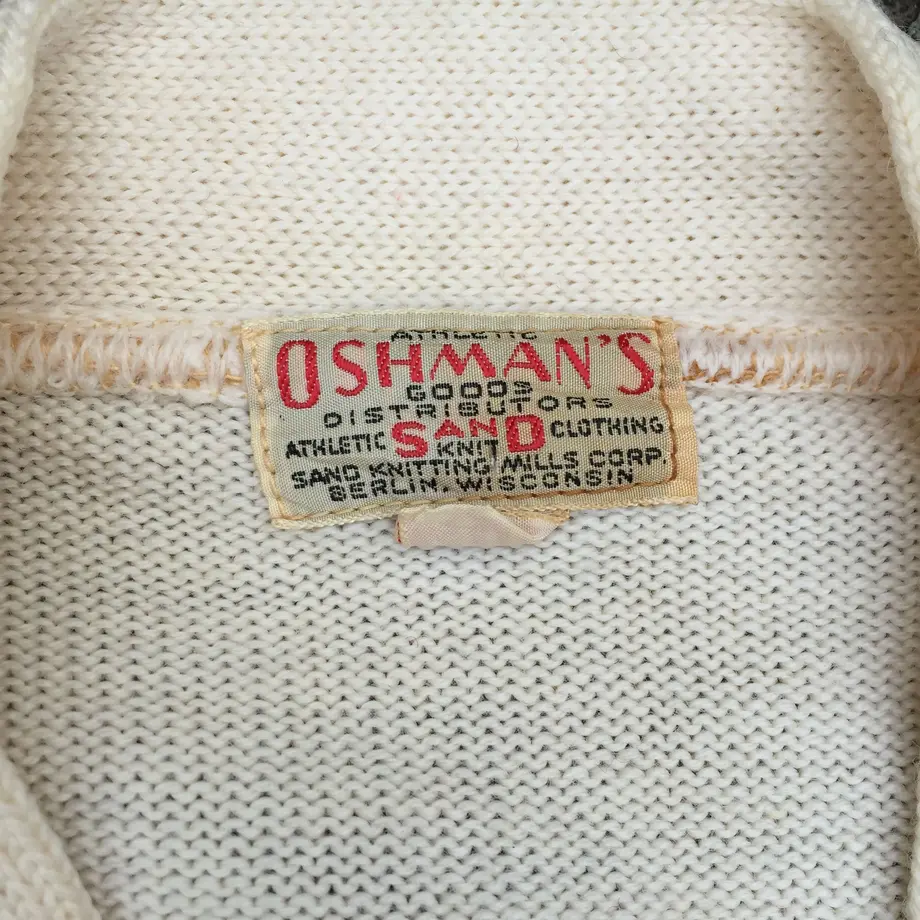 ATHLETIC
OSHMAN'S
GOODS
DISTRIBUTORS
ATHLETIC SAND KNIT CLOTHING
SAND KNITTING MILLS CORP.
BERLIN, WISCONSIN